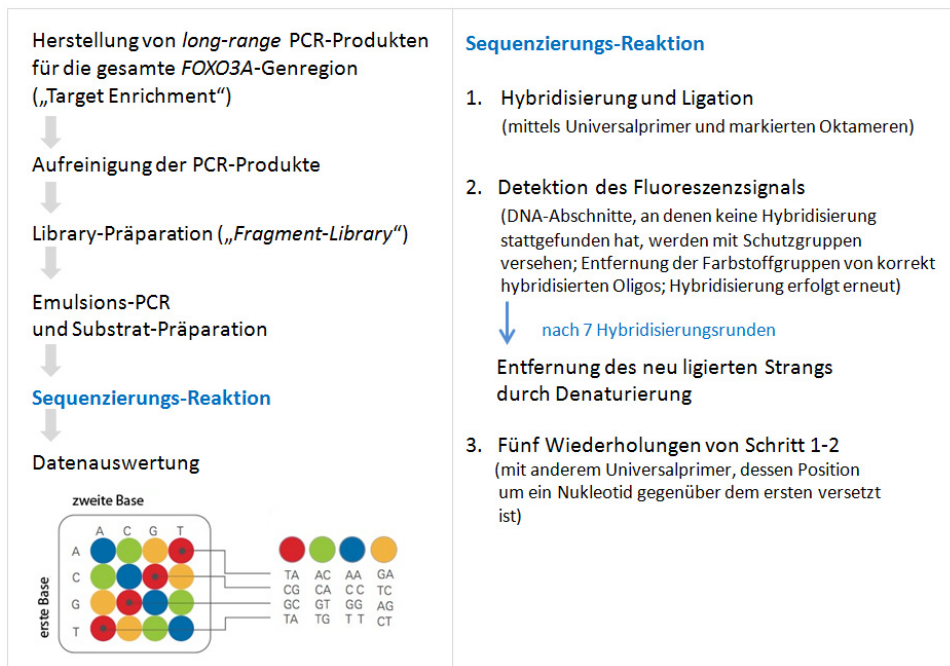 Herstellung von long-range PCR-Produkten
für die gesamte FOXO3A-Genregion
(„Target Enrichment“)
Aufreinigung der PCR-Produkte
Library-Präparation („Fragment-Library“)
Emulsions-PCR
und Substrat-Präparation
Sequenzierungs-Reaktion
Datenauswertung
zweite Base
A C G T
erste Base
A
C
G
T
TA AC AA GA
CG CA CC TC
GC GT GG AG
TA TG TT CT
Sequenzierungs-Reaktion
1. Hybridisierung und Ligation
(mittels Universalprimer und markierten Oktameren)
2. Detektion des Fluoreszenzsignals
(DNA-Abschnitte, an denen keine Hybridisierung
stattgefunden hat, werden mit Schutzgruppen
versehen; Entfernung der Farbstoffgruppen von korrekt
hybridisierten Oligos; Hybridisierung erfolgt erneut)
nach 7 Hybridisierungsrunden
Entfernung des neu ligierten Strangs
durch Denaturierung
3. Fünf Wiederholungen von Schritt 1-2
(mit anderem Universalprimer, dessen Position
um ein Nukleotid gegenüber dem ersten versetzt
ist)